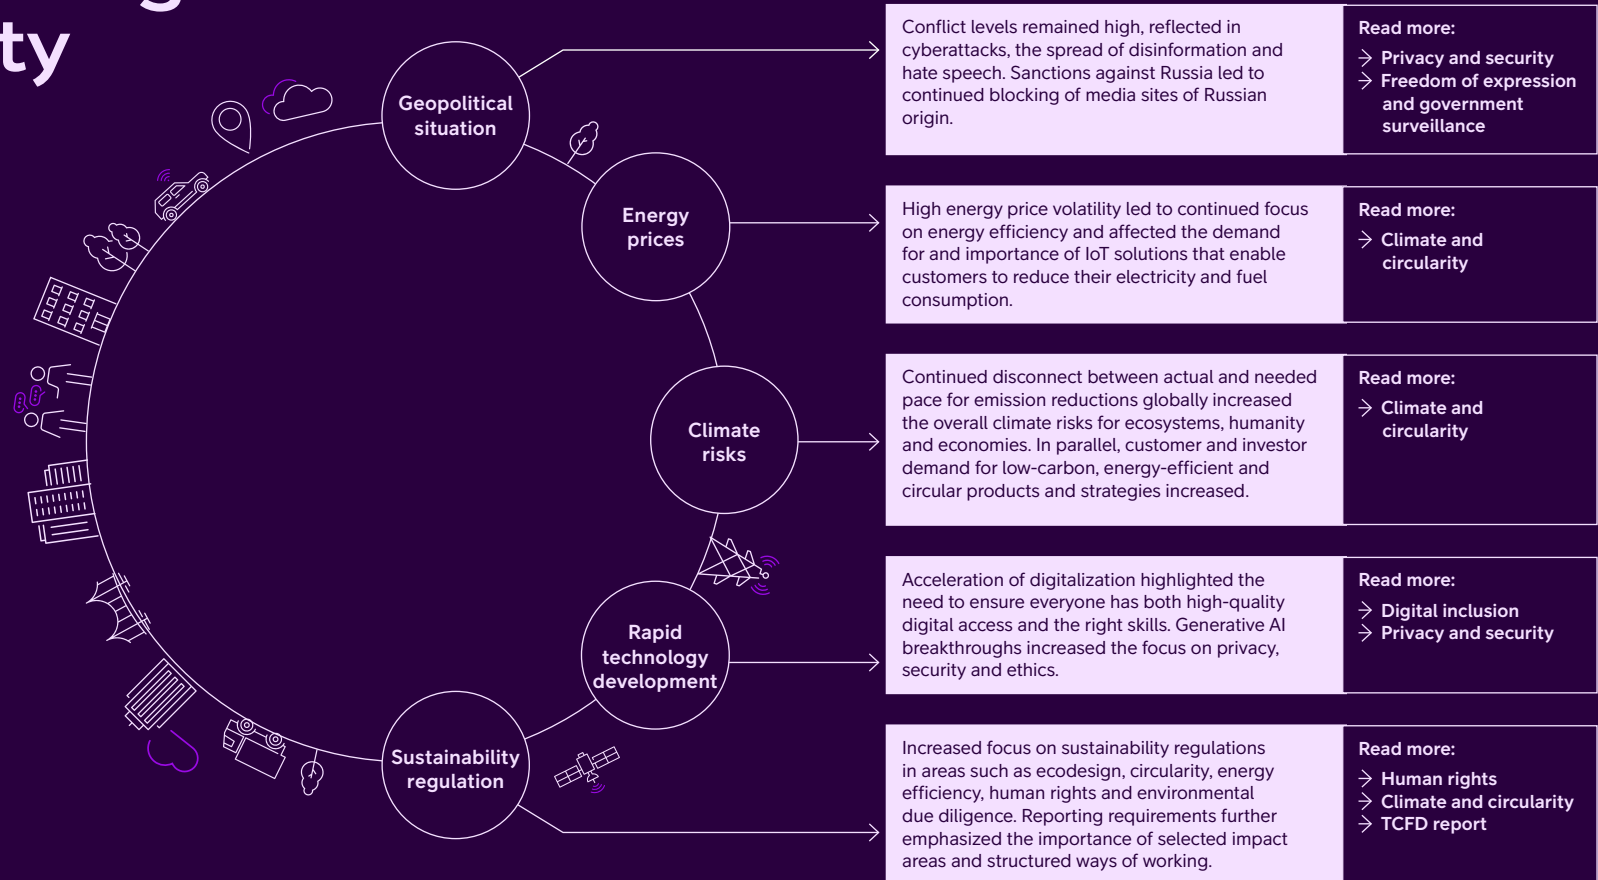 ty
Geopolitical
situation
Conflict levels remained high, reflected in
cyberattacks, the spread of disinformation and
hate speech. Sanctions against Russia led to
continued blocking of media sites of Russian
origin.
Read more:
→ Privacy and security
→ Freedom of expression
and government
surveillance
Energy
prices
High energy price volatility led to continued focus
on energy efficiency and affected the demand
for and importance of IoT solutions that enable
customers to reduce their electricity and fuel
consumption.
Read more:
→ Climate and
circularity
Climate
risks
Continued disconnect between actual and needed
pace for emission reductions globally increased
the overall climate risks for ecosystems, humanity
and economies. In parallel, customer and investor
demand for low-carbon, energy-efficient and
circular products and strategies increased.
Read more:
→ Climate and
circularity
Rapid
technology
development
Acceleration of digitalization highlighted the
need to ensure everyone has both high-quality
digital access and the right skills. Generative AI
breakthroughs increased the focus on privacy,
security and ethics.
Read more:
→ Digital inclusion
→ Privacy and security
Sustainability
regulation
Increased focus on sustainability regulations
in areas such as ecodesign, circularity, energy
efficiency, human rights and environmental
due diligence. Reporting requirements further
emphasized the importance of selected impact
areas and structured ways of working.
Read more:
→ Human rights
→ Climate and circularity
→ TCFD report